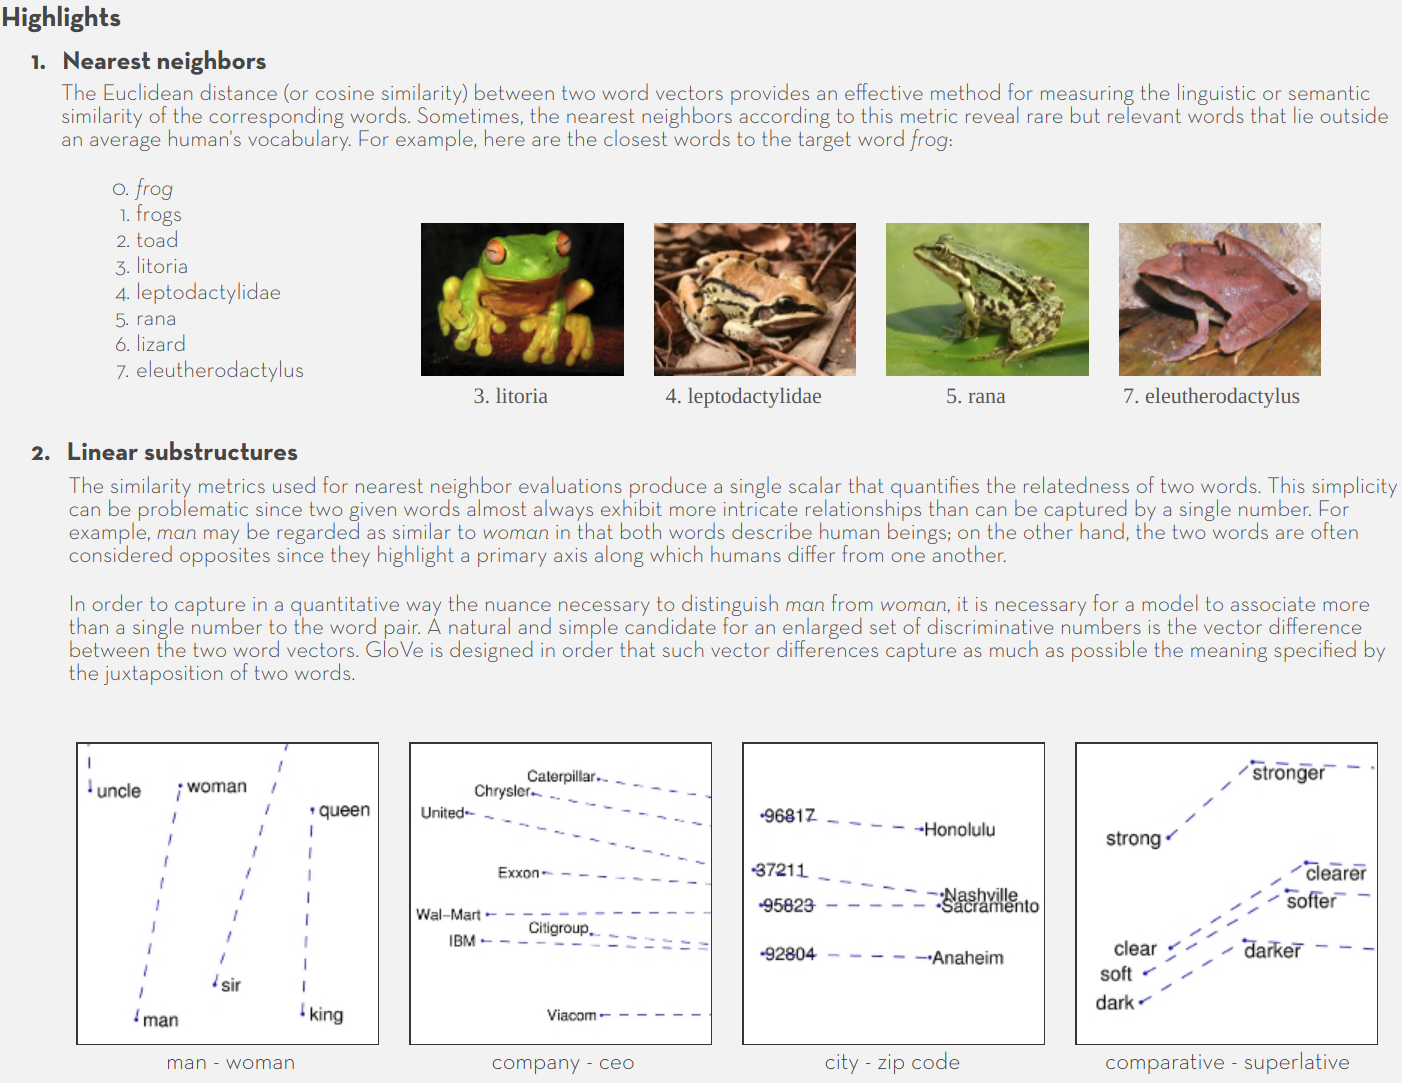 Highlights
1. Nearest neighbors
The Euclidean distance (or cosine similarity) between two word vectors provides an effective method for measuring the linguistic or semantic
similarity of the corresponding words. Sometimes, the nearest neighbors according to this metric reveal rare but relevant words that lie outside
an average human's vocabulary. For example, here are the closest words to the target word frog:
0. frog
1. frogs
2. toad
3. litoria
4. leptodactylidae
5. rana
6. lizard
7. eleutherodactylus
3. litoria
4. leptodactylidae
5. rana
7. eleutherodactylus
2. Linear substructures
The similarity metrics used for nearest neighbor evaluations produce a single scalar that quantifies the relatedness of two words. This simplicity
can be problematic since two given words almost always exhibit more intricate relationships than can be captured by a single number. For
example, man may be regarded as similar to woman in that both words describe human beings; on the other hand, the two words are often
considered opposites since they highlight a primary axis along which humans differ from one another.
In order to capture in a quantitative way the nuance necessary to distinguish man from woman, it is necessary for a model to associate more
than a single number to the word pair. A natural and simple candidate for an enlarged set of discriminative numbers is the vector difference
between the two word vectors. GloVe is designed in order that such vector differences capture as much as possible the meaning specified by
the juxtaposition of two words.
uncle
woman
queen
sir
man
king
man - woman
Caterpillar
Chrysler
United
Exxon
Wal-Mart
Citigroup
IBM
Viacom
company - ceo
96817
Honolulu
37211
Nashville
95823
Sacramento
92804
Anaheim
city - zip code
stronger
strong
clearer
softer
clear
darker
soft
dark
comparative - superlative